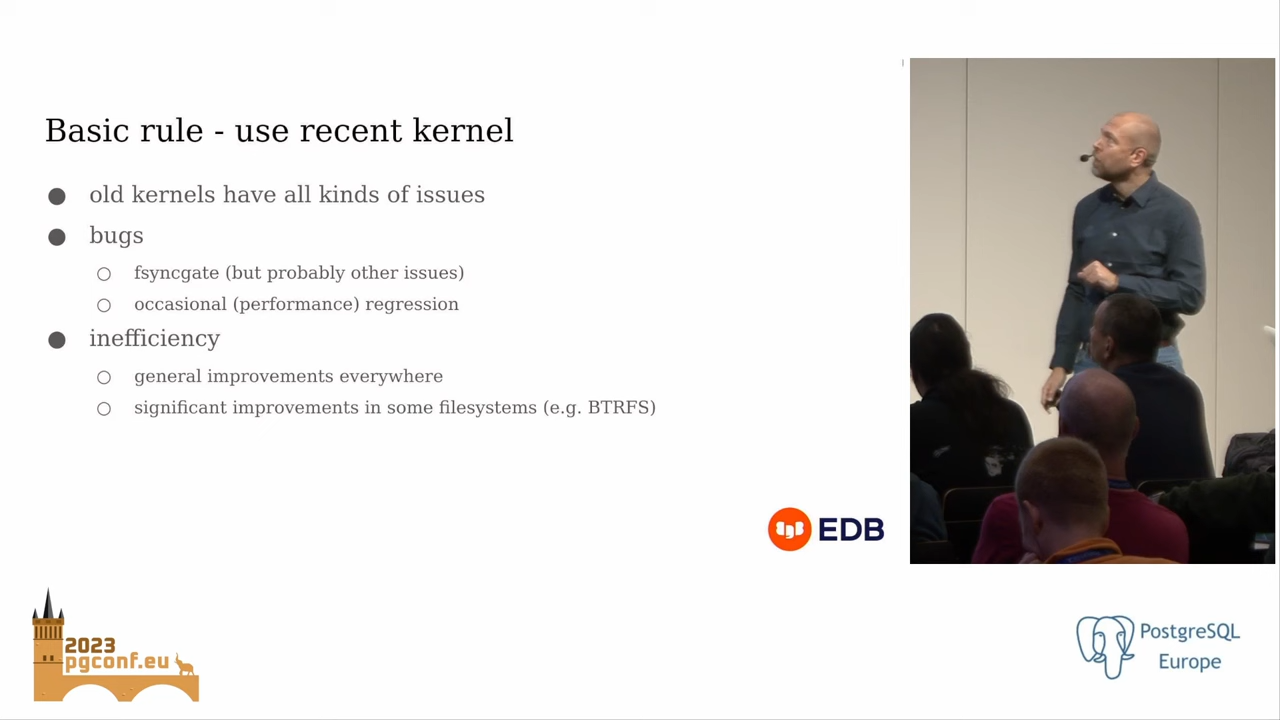 Basic rule - use recent kernel
● old kernels have all kinds of issues
● bugs
○ fsyncgate (but probably other issues)
○ occasional (performance) regression
● inefficiency
○ general improvements everywhere
○ significant improvements in some filesystems (e.g. BTRFS)
EDB
2023
pgconf.eu
PostgreSQL
Europe